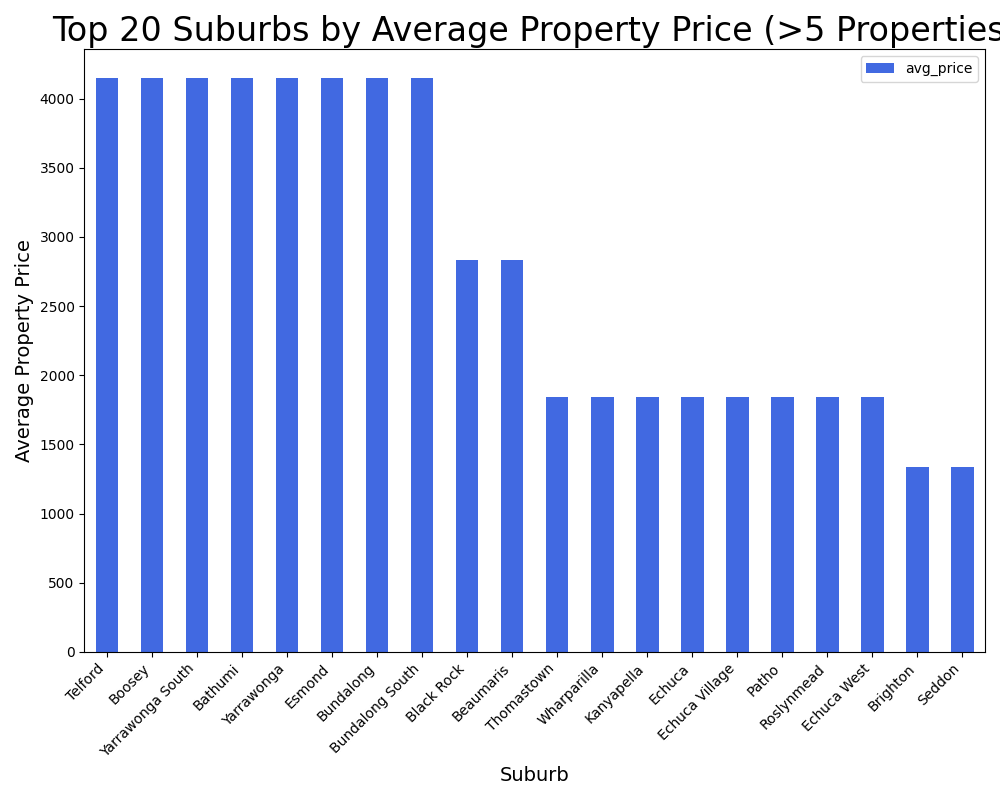 Top 20 Suburbs by Average Property Price (>5 Properties
avg_price
Average Property Price
4000
3500
3000
2500
2000
1500
1000
500
0
Telford
Boosey
Yarrawonga South
Bathumi
Yarrawonga
Esmond
Bundalong
Bundalong South
Black Rock
Beaumaris
Thomastown
Wharparilla
Kanyapella
Echuca
Echuca Village
Patho
Roslynmead
Echuca West
Brighton
Seddon
Suburb